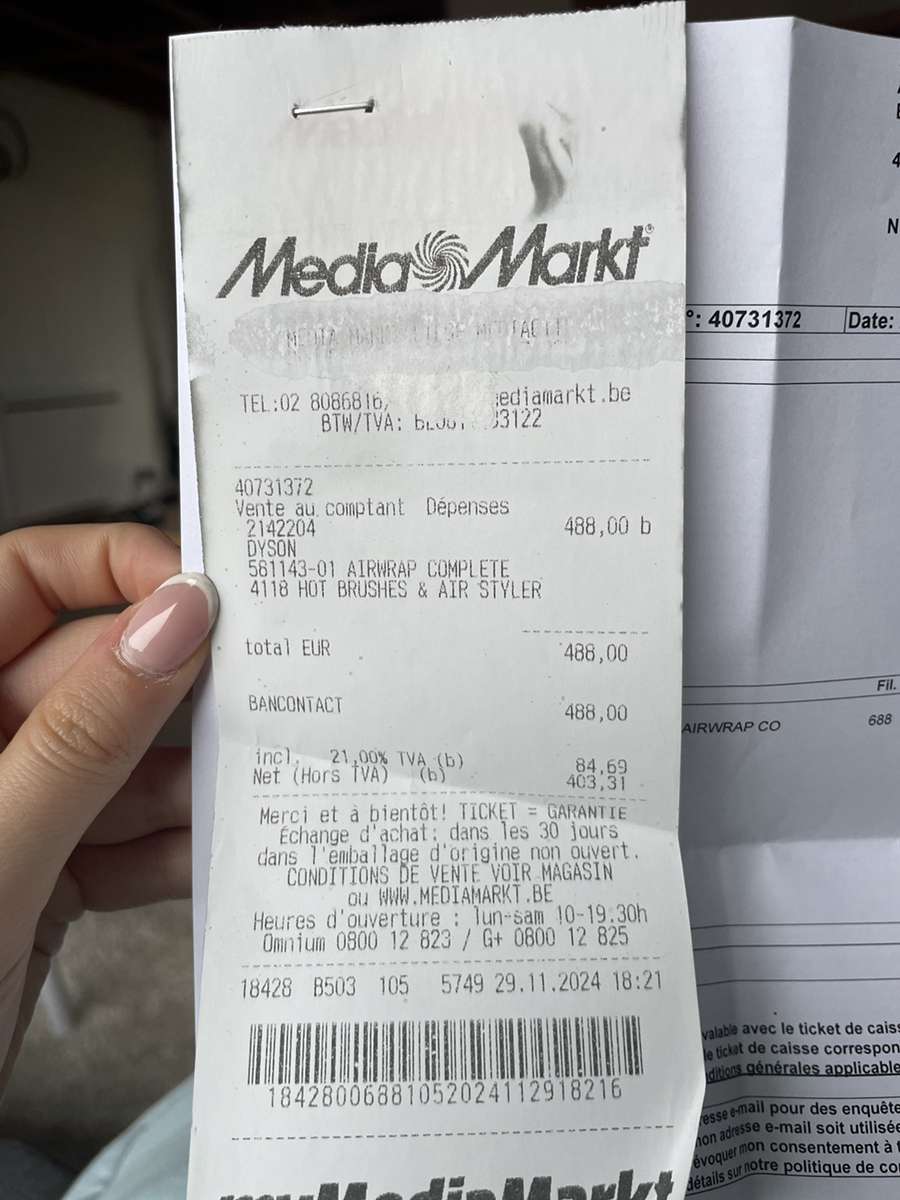 MediaMarkt
TEL:02 8086816, ediamarkt.be
BTW/TVA: 3122
40731372
Vente au comptant Dépenses
2142204 488,00 b
DYSON
561143-01 AIRWRAP COMPLETE
4118 HOT BRUSHES & AIR STYLER
total EUR 488,00
BANCONTACT 488,00
incl. 21,00% TVA (b) 84,69
Net (Hors TVA) (b) 403,31
Merci et à bientôt! TICKET = GARANTIE
Échange d'achat: dans les 30 jours
dans l'emballage d'origine non ouvert.
CONDITIONS DE VENTE VOIR MAGASIN
ou WWW.MEDIAMARKT.BE
Heures d'ouverture : lun-sam 10-19.30h
Omnium 0800 12 823 / G+ 0800 12 825
18428 B503 105 5749 29.11.2024 18:21
18428006881052024112918216
myMediaMarkt
°: 40731372 Date:
Fil.
AIRWRAP CO 688
valable avec le ticket de caiss
le ticket de caisse correspon
ditions générales applicable
resse e-mail pour des enquête
mon adresse e-mail soit utilisée
évoquer mon consentement à t
détails sur notre politique de co